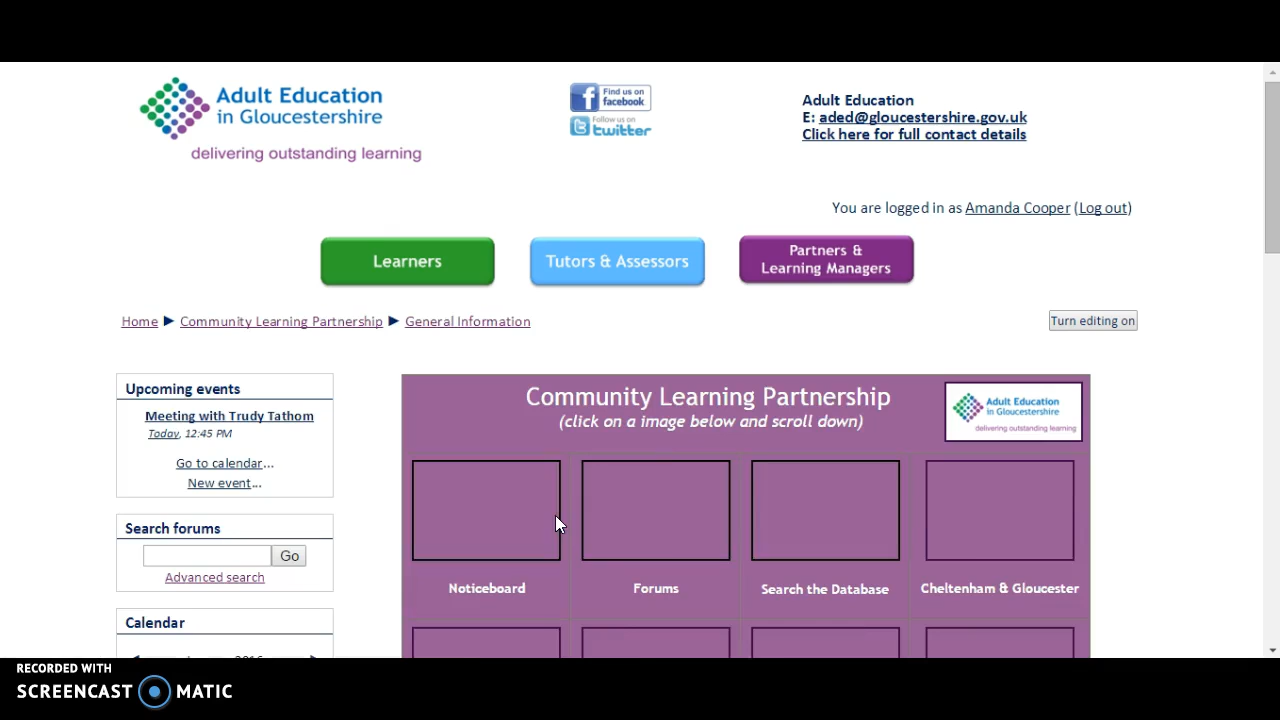 Adult Education
in Gloucestershire
delivering outstanding learning
Find us on
facebook
Follow us on
twitter
Adult Education
E: aded@gloucestershire.gov.uk
Click here for full contact details
You are logged in as Amanda Cooper (Log out)
Learners
Tutors & Assessors
Partners &
Learning Managers
Home ► Community Learning Partnership ► General Information
Turn editing on
Upcoming events
Meeting with Trudy Tathom
Today, 12:45 PM
Go to calendar...
New event...
Search forums
Go
Advanced search
Calendar
2016
Community Learning Partnership
(click on a image below and scroll down)
Adult Education
in Gloucestershire
delivering outstanding learning
Noticeboard
Forums
Search the Database
Cheltenham & Gloucester
RECORDED WITH
SCREENCAST MATIC